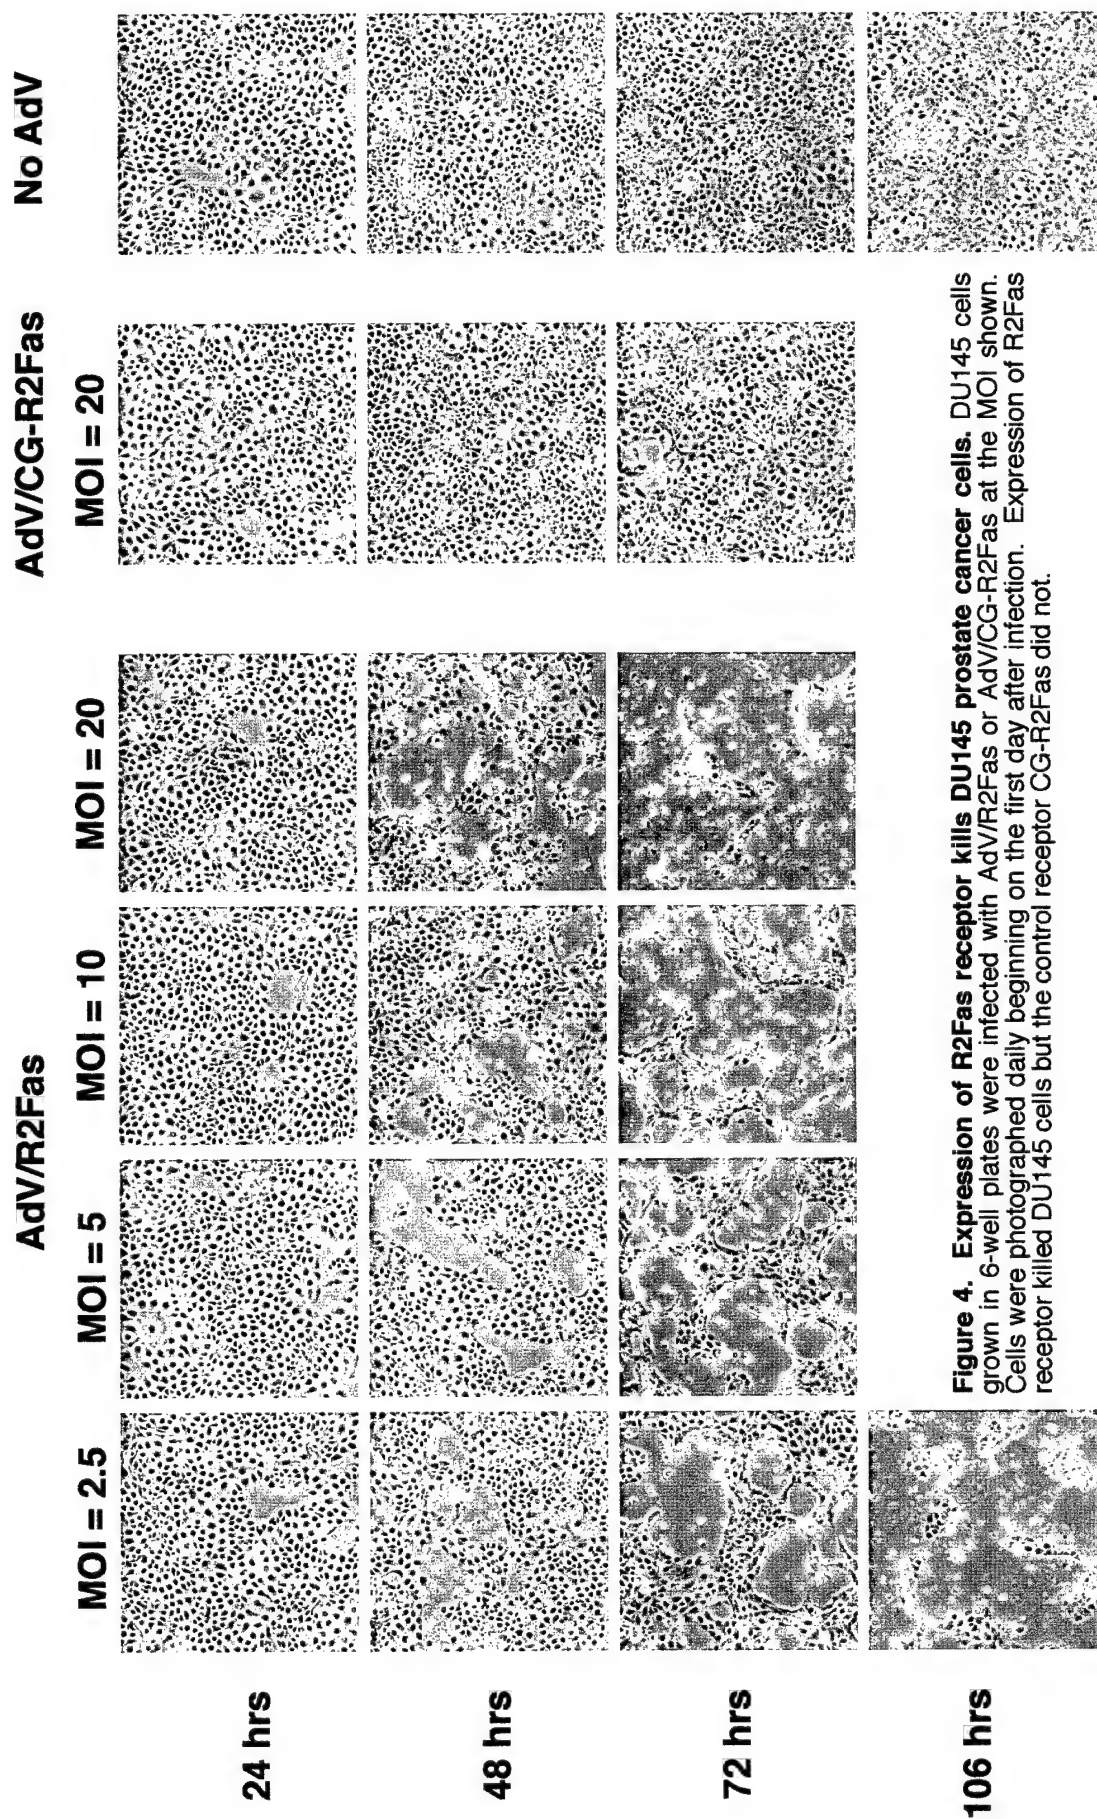 AdV/R2Fas
AdV/CG-R2Fas
No AdV
MOI = 2.5
MOI = 5
MOI = 10
MOI = 20
MOI = 20
24 hrs
48 hrs
72 hrs
106 hrs
Figure 4. Expression of R2Fas receptor kills DU145 prostate cancer cells. DU145 cells
grown in 6-well plates were infected with AdV/R2Fas or AdV/CG-R2Fas at the MOI shown.
Cells were photographed daily beginning on the first day after infection. Expression of R2Fas
receptor killed DU145 cells but the control receptor CG-R2Fas did not.